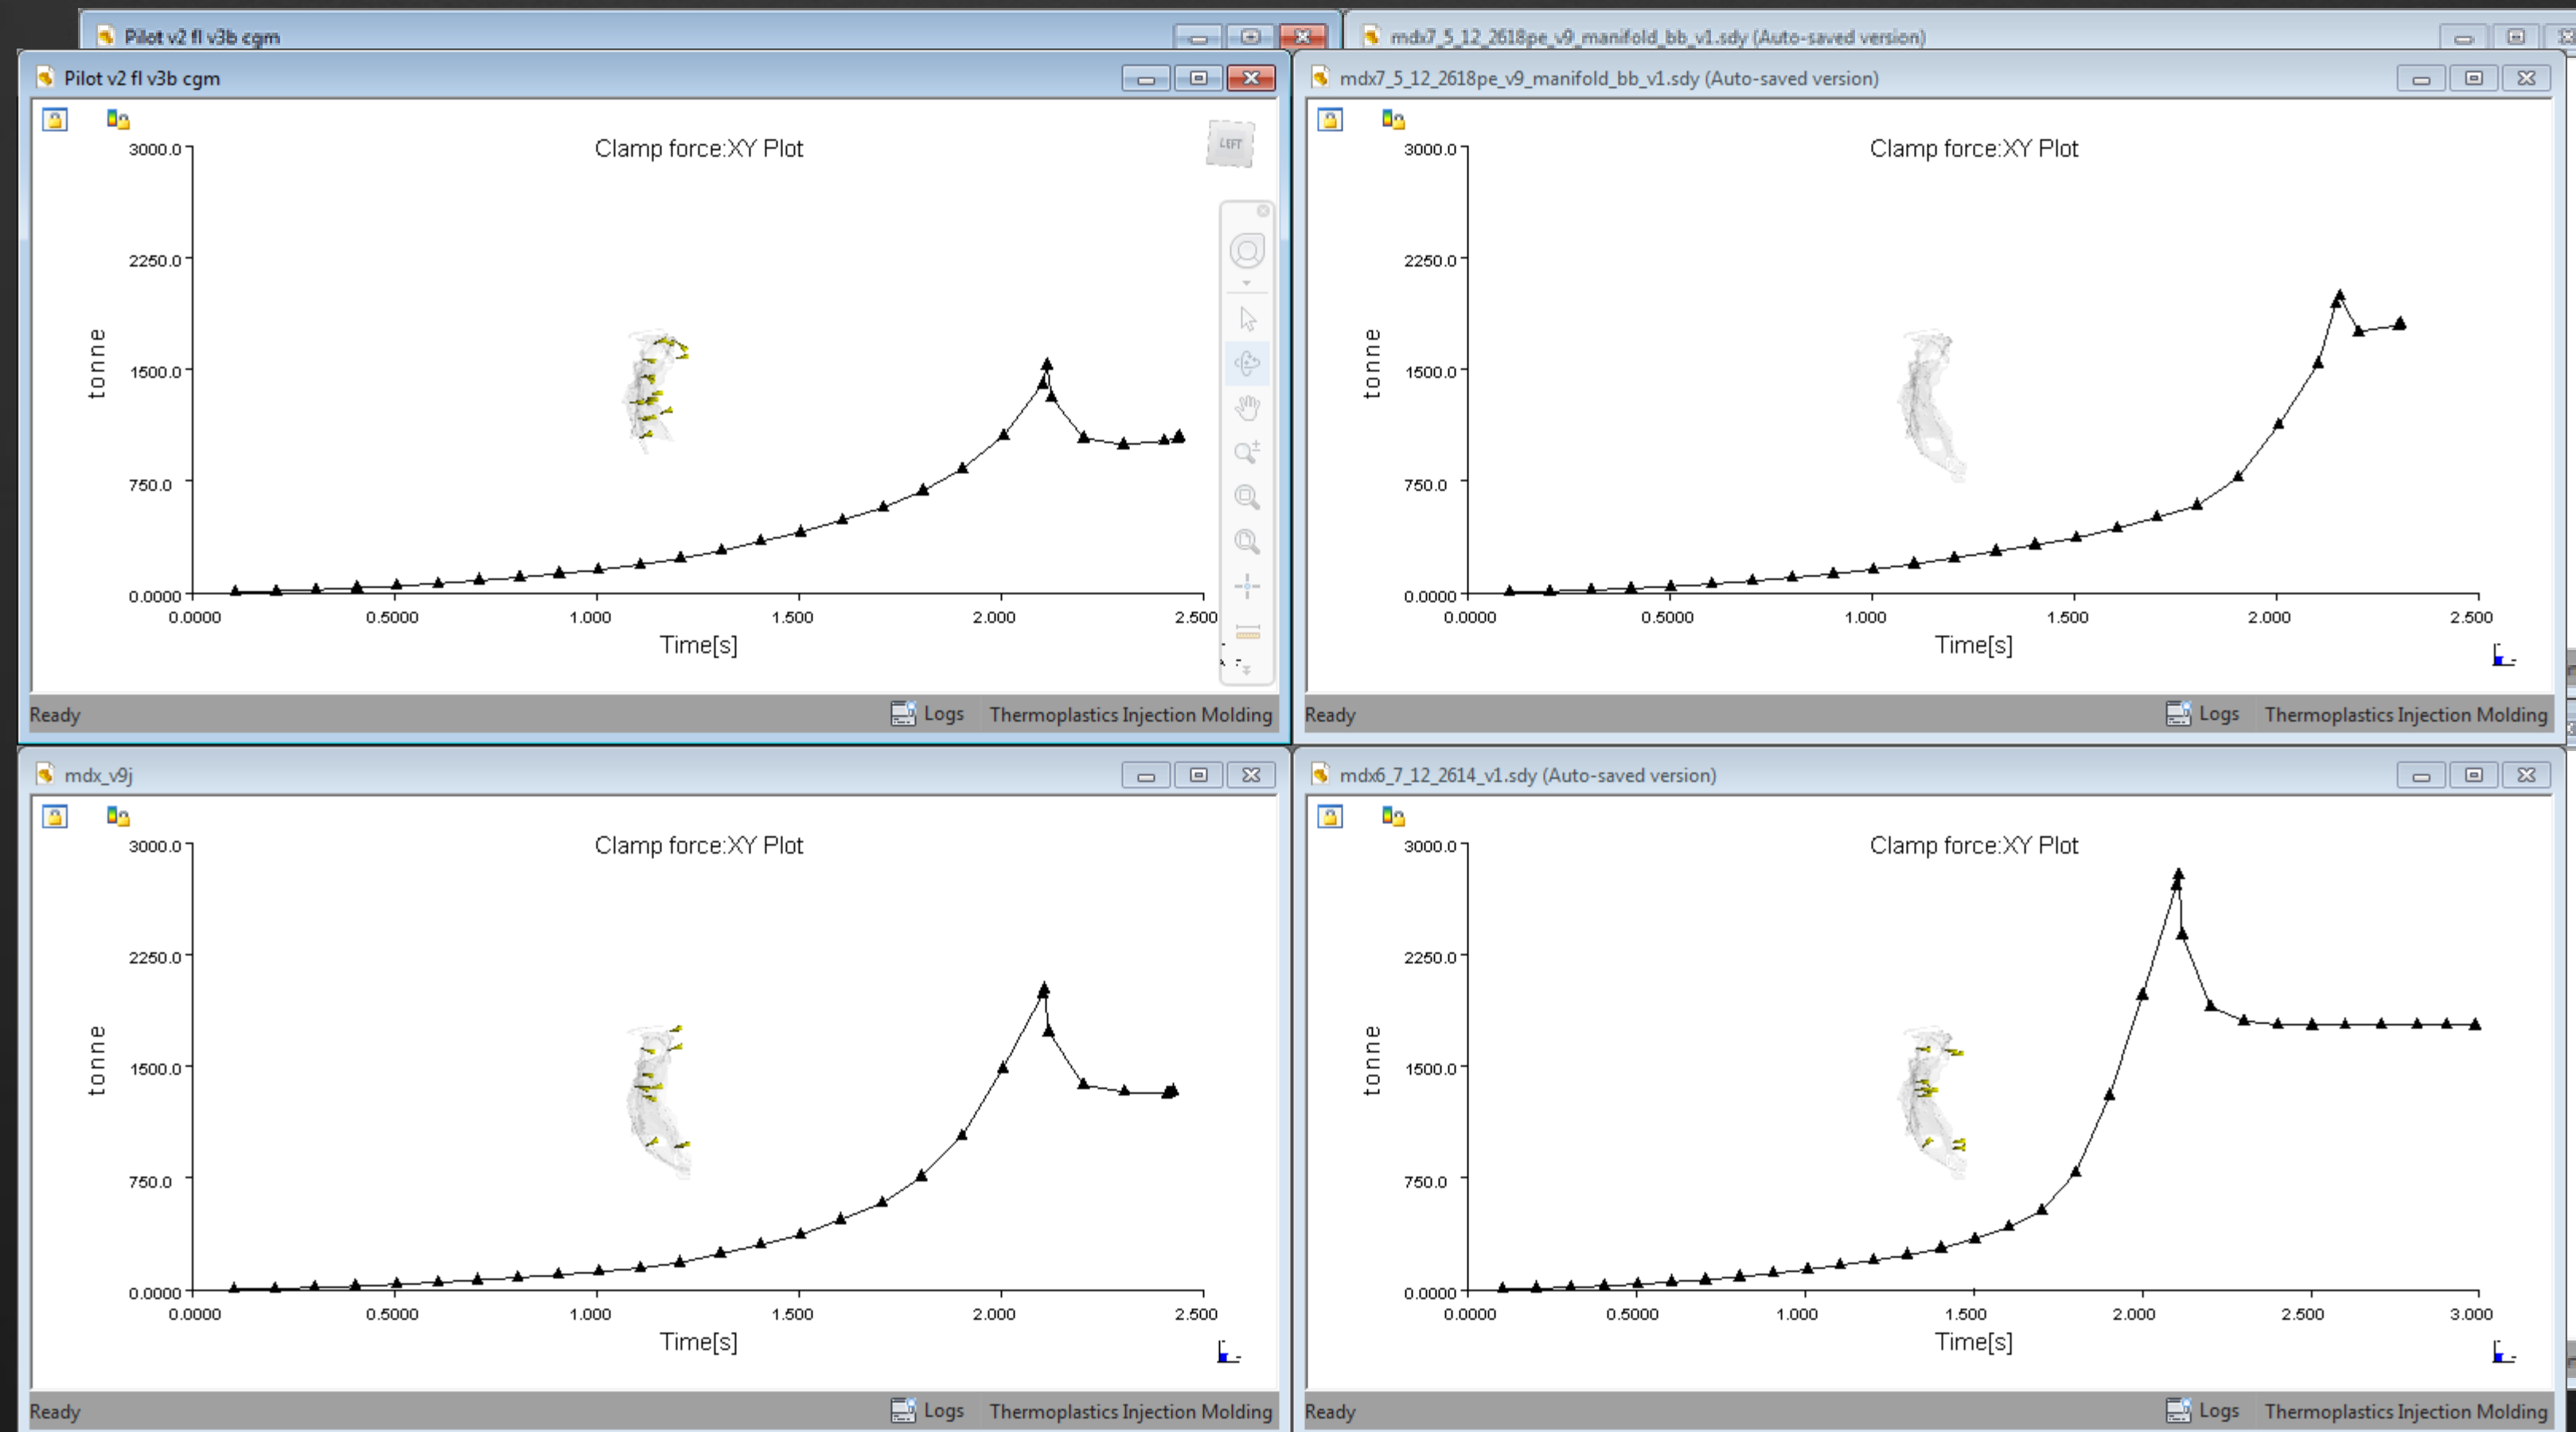 Pilot v2 fl v3b cgm
mdx7_5_12_2618pe_v9_manifold_bb_v1.sdy (Auto-saved version)
Pilot v2 fl v3b cgm
mdx7_5_12_2618pe_v9_manifold_bb_v1.sdy (Auto-saved version)
Clamp force:XY Plot
LEFT
3000.0
2250.0
1500.0
750.0
0.0000
tonne
0.0000 0.5000 1.000 1.500 2.000 2.500
Time[s]
Ready Logs Thermoplastics Injection Molding
Clamp force:XY Plot
3000.0
2250.0
1500.0
750.0
0.0000
tonne
0.0000 0.5000 1.000 1.500 2.000 2.500
Time[s]
Ready Logs Thermoplastics Injection Molding
mdx_v9j
Clamp force:XY Plot
3000.0
2250.0
1500.0
750.0
0.0000
tonne
0.0000 0.5000 1.000 1.500 2.000 2.500
Time[s]
Ready Logs Thermoplastics Injection Molding
mdx6_7_12_2614_v1.sdy (Auto-saved version)
Clamp force:XY Plot
3000.0
2250.0
1500.0
750.0
0.0000
tonne
0.0000 0.5000 1.000 1.500 2.000 2.500 3.000
Time[s]
Ready Logs Thermoplastics Injection Molding